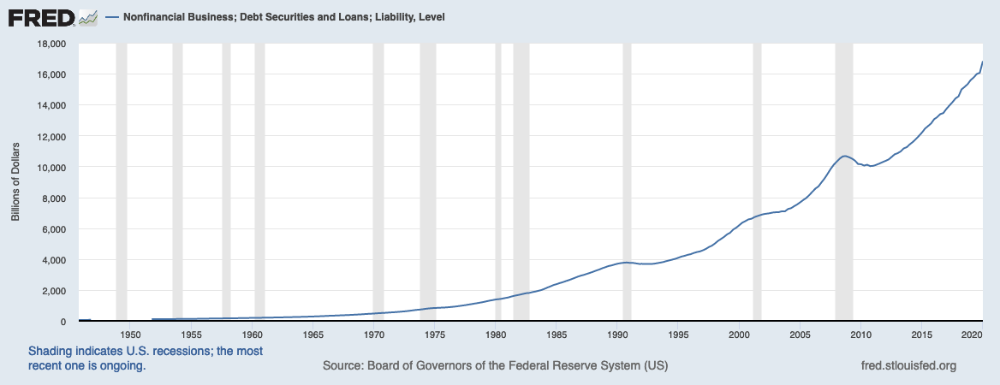 FRED
Nonfinancial Business; Debt Securities and Loans; Liability, Level
18,000
16,000
14,000
12,000
10,000
8,000
6,000
4,000
2,000
0
Billions of Dollars
1950 1955 1960 1965 1970 1975 1980 1985 1990 1995 2000 2005 2010 2015 2020
Shading indicates U.S. recessions; the most
recent one is ongoing.
Source: Board of Governors of the Federal Reserve System (US)
fred.stlouisfed.org